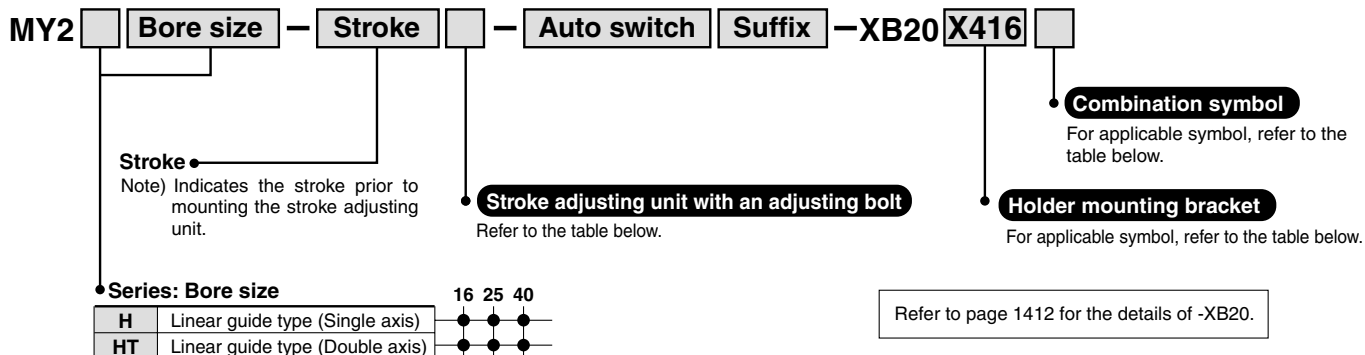 MY2 Bore size – Stroke – Auto switch Suffix –XB20 X416
Combination symbol
For applicable symbol, refer to the
table below.
Stroke
Note) Indicates the stroke prior to
mounting the stroke adjusting
unit.
Stroke adjusting unit with an adjusting bolt
Refer to the table below.
Holder mounting bracket
For applicable symbol, refer to the table below.
Series: Bore size 16 25 40
H Linear guide type (Single axis)
HT Linear guide type (Double axis)
Refer to page 1412 for the details of -XB20.